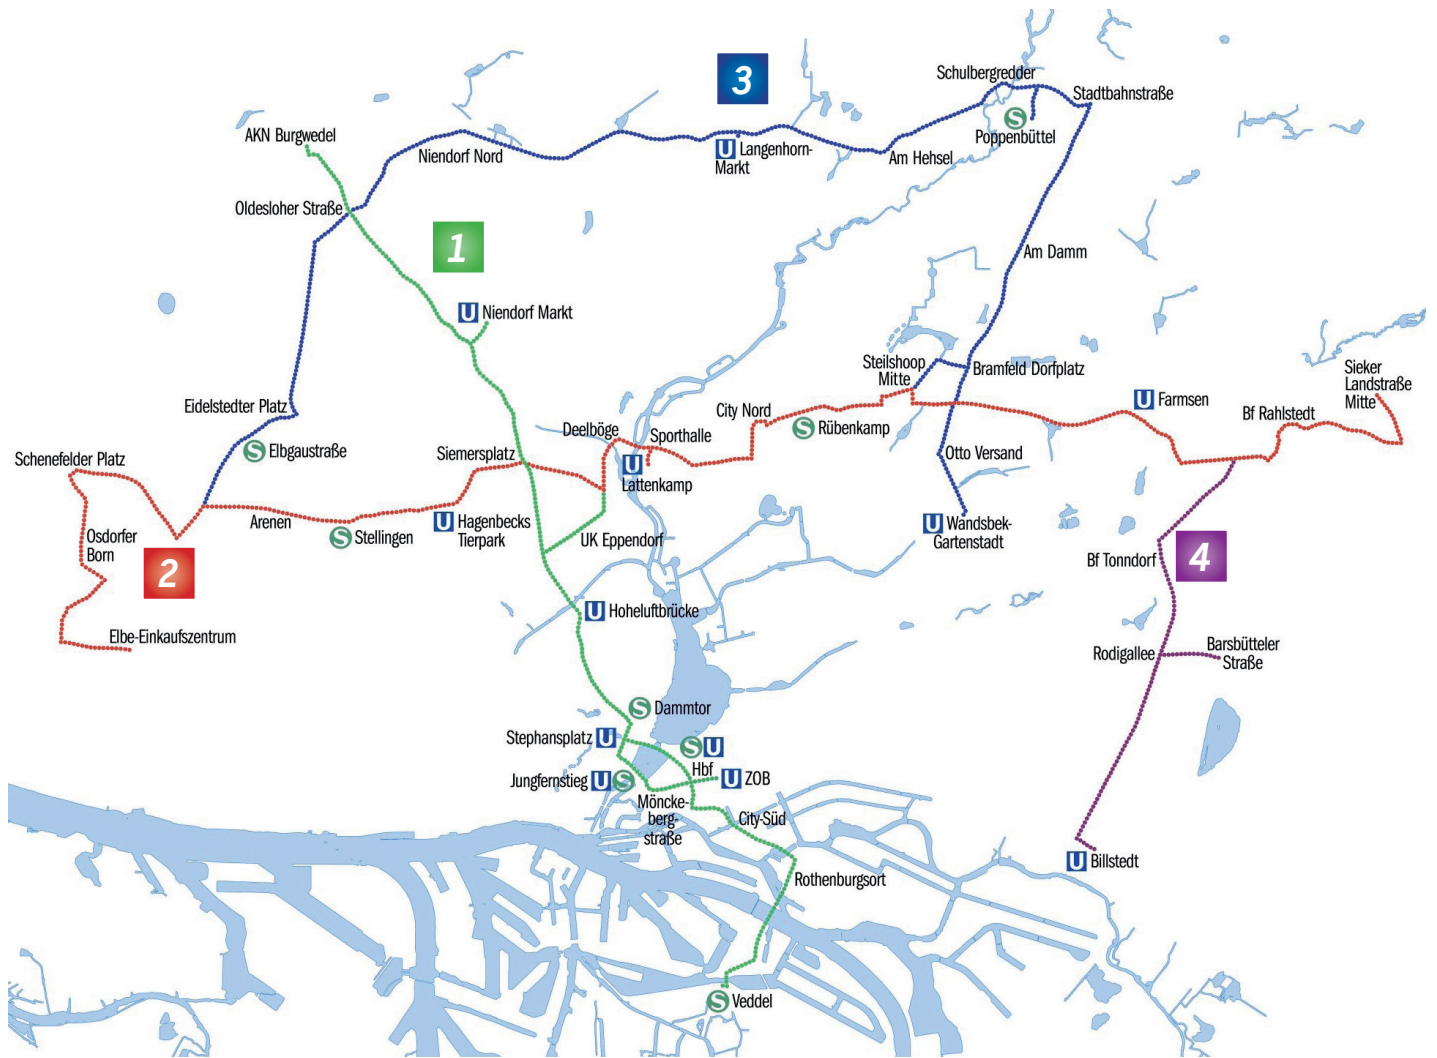 3
Schulbergredder
Stadtbahnstraße
S
Poppenbüttel
AKN Burgwedel
Niendorf Nord
U Langenhorn-
Markt
Am Hehsel
Oldesloher Straße
1
Am Damm
U Niendorf Markt
Steilshoop
Mitte
Bramfeld Dorfplatz
Sieker
Landstraße
Mitte
Eidelstedter Platz
U Farmsen
City Nord
Bf Rahlstedt
S Rübenkamp
Deelböge
Sporthalle
S Elbgaustraße
Siemersplatz
Otto Versand
Schenefelder Platz
U
Lattenkamp
Arenen
U Hagenbecks
Tierpark
U Wandsbek-
Gartenstadt
S Stellingen
UK Eppendorf
Osdorfer
Born
2
Bf Tonndorf
4
U Hoheluftbrücke
Elbe-Einkaufszentrum
Rodigallee
Barsbütteler
Straße
S Dammtor
Stephansplatz U
S U
Hbf
Jungfernstieg U S
U ZOB
Möncke-
berg-
straße
City-Süd
U Billstedt
Rothenburgsort
S Veddel